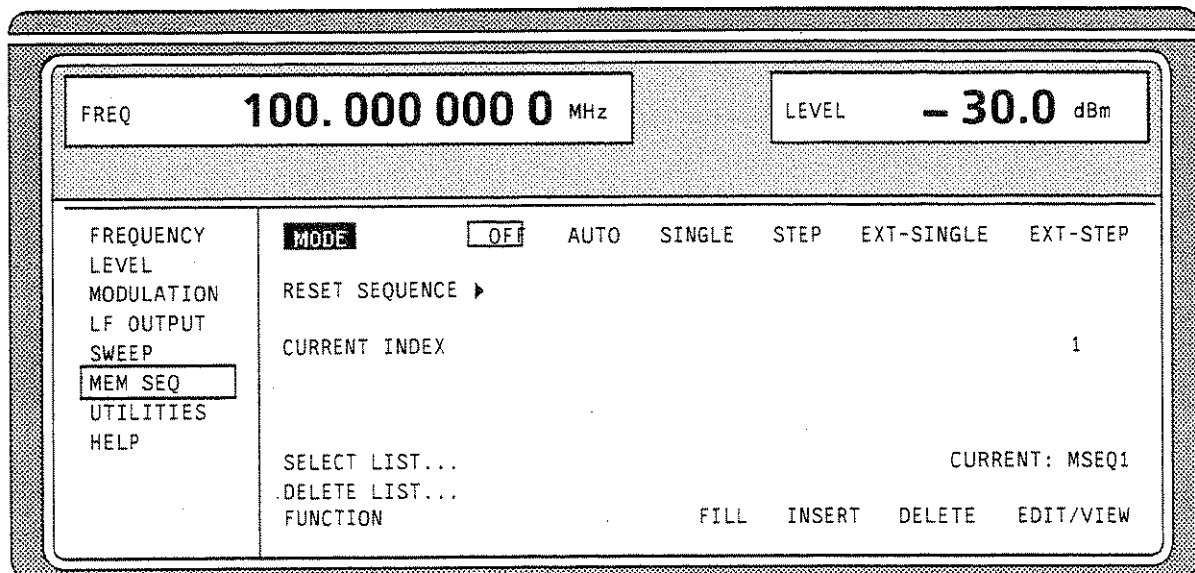 FREQ 100. 000 000 0 MHz
LEVEL – 30.0 dBm
FREQUENCY
LEVEL
MODULATION
LF OUTPUT
SWEEP
MEM SEQ
UTILITIES
HELP
MODE OFF AUTO SINGLE STEP EXT-SINGLE EXT-STEP
RESET SEQUENCE ▶
CURRENT INDEX 1
SELECT LIST... CURRENT: MSEQ1
DELETE LIST...
FUNCTION FILL INSERT DELETE EDIT/VIEW